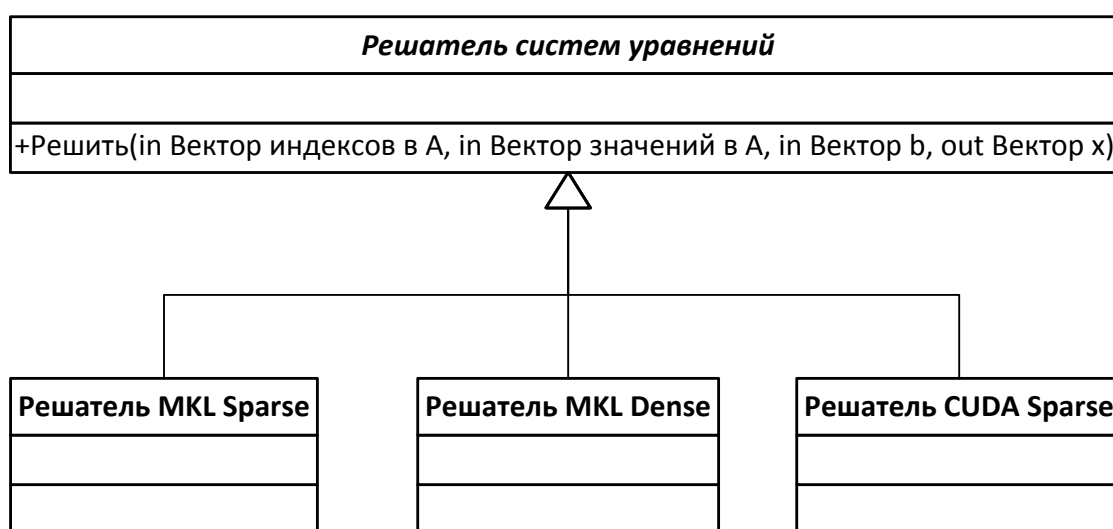 Решатель систем уравнений
+Решить(in Вектор индексов в A, in Вектор значений в A, in Вектор b, out Вектор x)
Решатель MKL Sparse
Решатель MKL Dense
Решатель CUDA Sparse